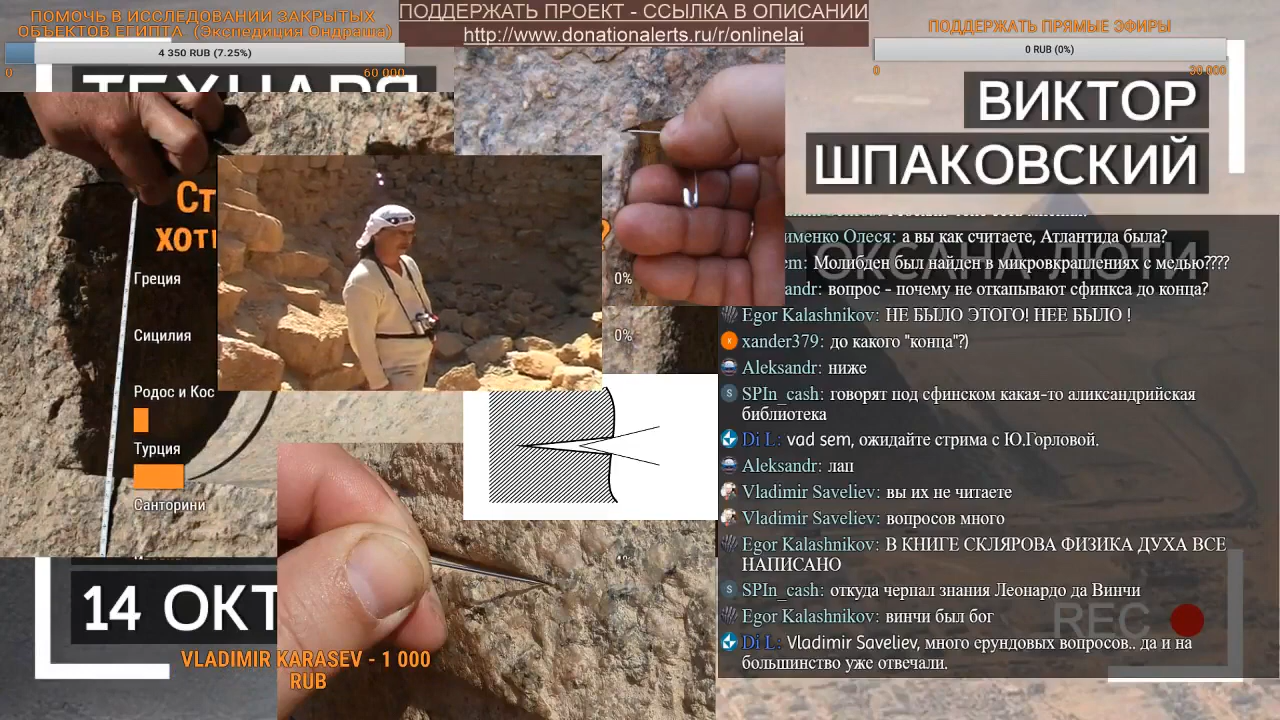 ПОМОЧЬ В ИССЛЕДОВАНИИ ЗАКРЫТЫХ
ОБЪЕКТОВ ЕГИПТА (Экспедиция Ондраша)
4 350 RUB (7.25%)
0
60 000
ПОДДЕРЖАТЬ ПРОЕКТ - ССЫЛКА В ОПИСАНИИ
http://www.donationalerts.ru/r/onlinelai
ПОДДЕРЖАТЬ ПРЯМЫЕ ЭФИРЫ
0 RUB (0%)
0
30 000
ТЕХНАРЯ
ВИКТОР
ШПАКОВСКИЙ
Ст
хоті
?
Греция
0%
Сицилия
0%
Родос и Кос
Турция
Санторини
именко Олеся: а вы как считаете, Атлантида была?
em: Молибден был найден в микровкраплениях с медью????
andr: вопрос - почему не откапывают сфинкса до конца?
Egor Kalashnikov: НЕ БЫЛО ЭТОГО! НЕЕ БЫЛО !
xander379: до какого "конца"?)
Aleksandr: ниже
SPIn_cash: говорят под сфинском какая-то аликсандрийская
библиотека
Di L: vad sem, ожидайте стрима с Ю.Горловой.
Aleksandr: лап
Vladimir Saveliev: вы их не читаете
Vladimir Saveliev: вопросов много
Egor Kalashnikov: В КНИГЕ СКЛЯРОВА ФИЗИКА ДУХА ВСЕ
НАПИСАНО
SPIn_cash: откуда черпал знания Леонардо да Винчи
Egor Kalashnikov: винчи был бог
Di L: Vladimir Saveliev, много ерундовых вопросов.. да и на
большинство уже отвечали.
REC
14 ОКТ
VLADIMIR KARASEV - 1 000
RUB